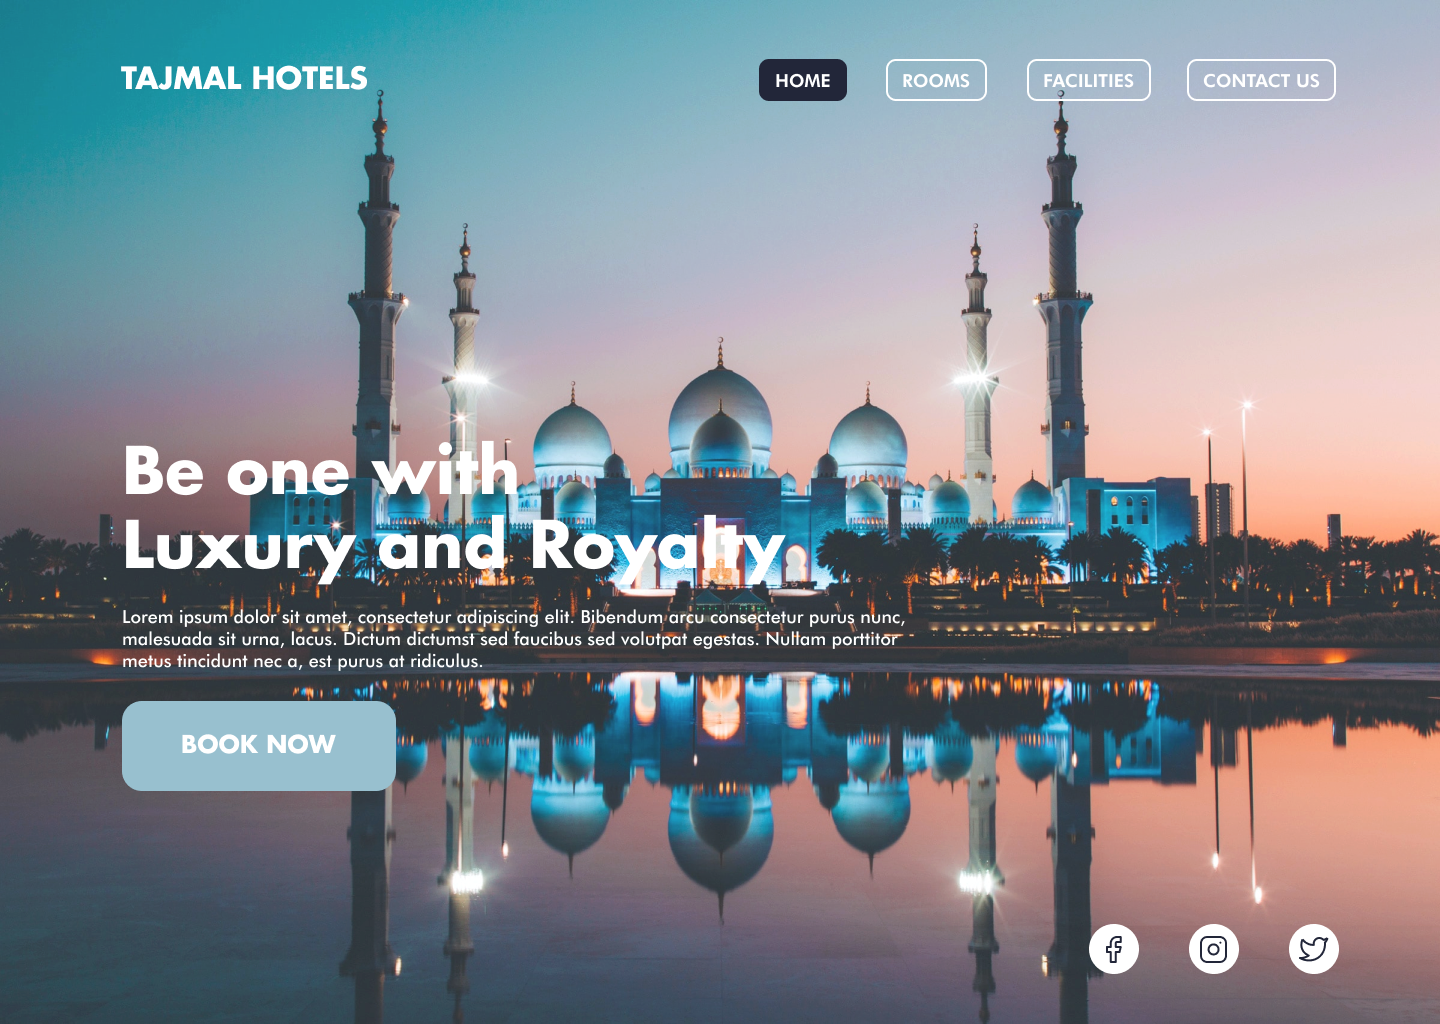 TAJMAL HOTELS
HOME
ROOMS
FACILITIES
CONTACT US
Be one with
Luxury and Royalty
Lorem ipsum dolor sit amet, consectetur adipiscing elit. Bibendum arcu consectetur purus nunc,
malesuada sit urna, lacus. Dictum dictumst sed faucibus sed volutpat egestas. Nullam porttitor
metus tincidunt nec a, est purus at ridiculus.
BOOK NOW